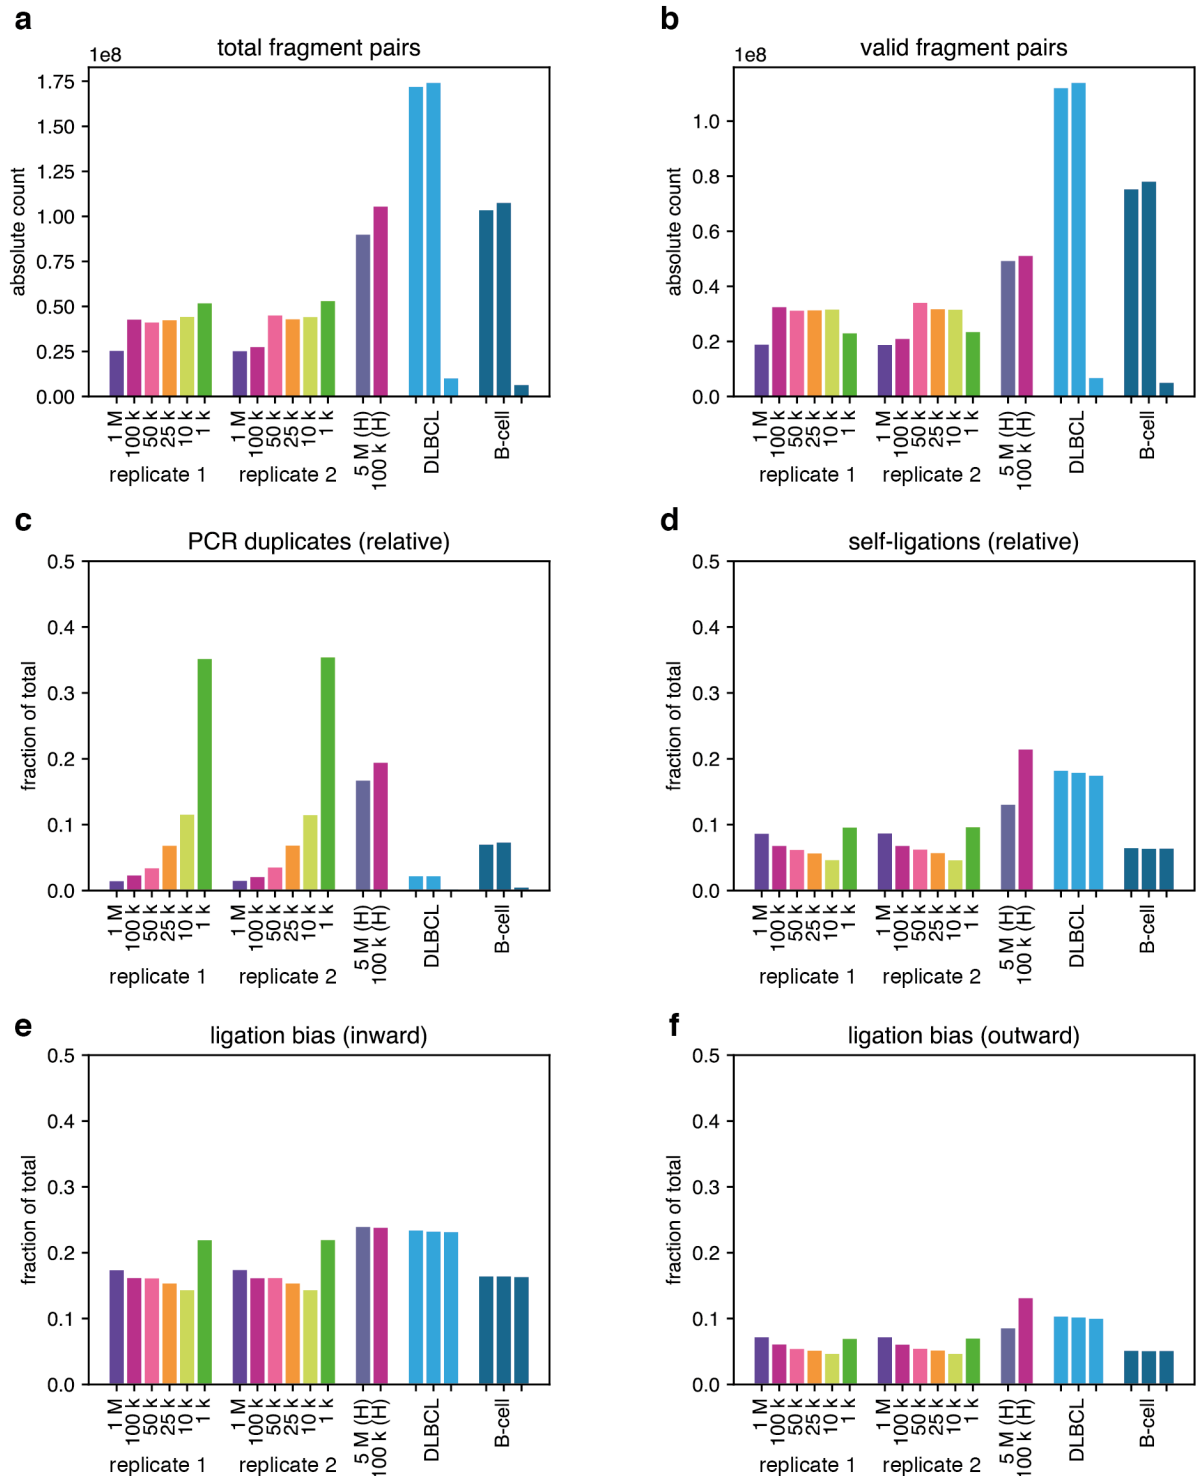 a
total fragment pairs
1e8
absolute count
1.75
1.50
1.25
1.00
0.75
0.50
0.25
0.00
1 M
100 k
50 k
25 k
10 k
1 k
1 M
100 k
50 k
25 k
10 k
1 k
5 M (H)
100 k (H)
DLBCL
B-cell
replicate 1
replicate 2
b
valid fragment pairs
1e8
absolute count
1.0
0.8
0.6
0.4
0.2
0.0
1 M
100 k
50 k
25 k
10 k
1 k
1 M
100 k
50 k
25 k
10 k
1 k
5 M (H)
100 k (H)
DLBCL
B-cell
replicate 1
replicate 2
c
PCR duplicates (relative)
fraction of total
0.5
0.4
0.3
0.2
0.1
0.0
1 M
100 k
50 k
25 k
10 k
1 k
1 M
100 k
50 k
25 k
10 k
1 k
5 M (H)
100 k (H)
DLBCL
B-cell
replicate 1
replicate 2
d
self-ligations (relative)
fraction of total
0.5
0.4
0.3
0.2
0.1
0.0
1 M
100 k
50 k
25 k
10 k
1 k
1 M
100 k
50 k
25 k
10 k
1 k
5 M (H)
100 k (H)
DLBCL
B-cell
replicate 1
replicate 2
e
ligation bias (inward)
fraction of total
0.5
0.4
0.3
0.2
0.1
0.0
1 M
100 k
50 k
25 k
10 k
1 k
1 M
100 k
50 k
25 k
10 k
1 k
5 M (H)
100 k (H)
DLBCL
B-cell
replicate 1
replicate 2
f
ligation bias (outward)
fraction of total
0.5
0.4
0.3
0.2
0.1
0.0
1 M
100 k
50 k
25 k
10 k
1 k
1 M
100 k
50 k
25 k
10 k
1 k
5 M (H)
100 k (H)
DLBCL
B-cell
replicate 1
replicate 2